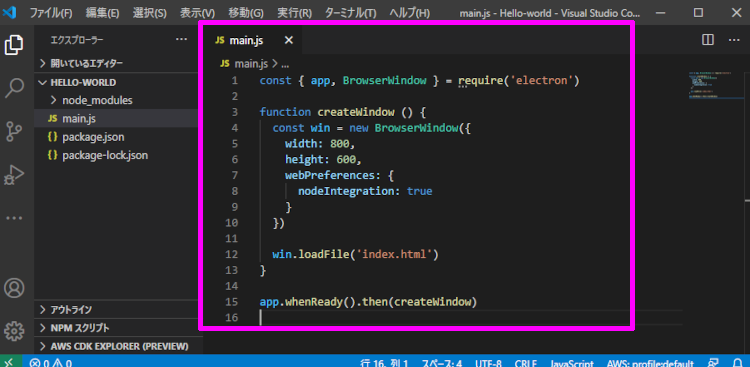 ファイル(F) 編集(E) 選択(S) 表示(V) 移動(G) 実行(R) ターミナル(T) ヘルプ(H) main.js - Hello-world - Visual Studio Co...
エクスプローラー
開いているエディター
HELLO-WORLD
node_modules
JS main.js
{} package.json
{} package-lock.json
アウトライン
NPM スクリプト
AWS CDK EXPLORER (PREVIEW)
JS main.js
JS main.js > ...
1 const { app, BrowserWindow } = require('electron')
2
3 function createWindow () {
4 const win = new BrowserWindow({
5 width: 800,
6 height: 600,
7 webPreferences: {
8 nodeIntegration: true
9 }
10 })
11
12 win.loadFile('index.html')
13 }
14
15 app.whenReady().then(createWindow)
16
0 0 行 16、列 1 スペース: 4 UTF-8 CRLF JavaScript AWS: profile:default